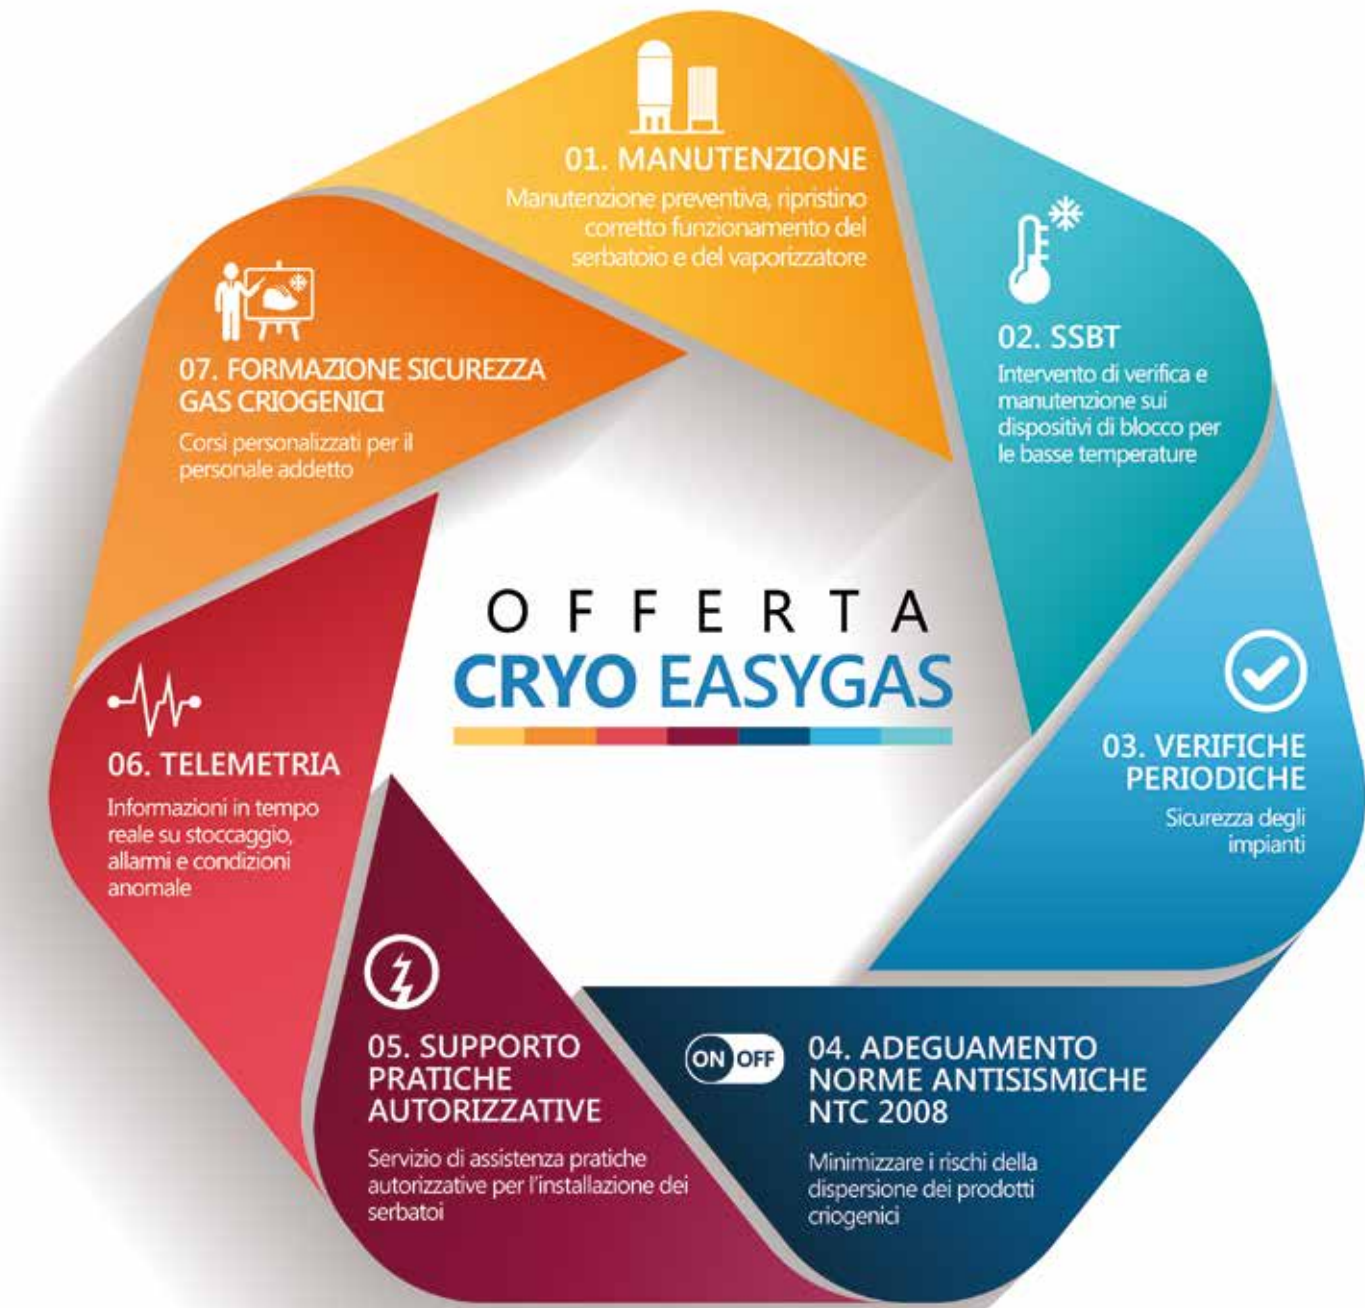 01. MANUTENZIONE
Manutenzione preventiva, ripristino
corretto funzionamento del
serbatoio e del vaporizzatore
02. SSBT
Intervento di verifica e
manutenzione sui
dispositivi di blocco per
le basse temperature
03. VERIFICHE
PERIODICHE
Sicurezza degli
impianti
ON OFF
04. ADEGUAMENTO
NORME ANTISISMICHE
NTC 2008
Minimizzare i rischi della
dispersione dei prodotti
criogenici
05. SUPPORTO
PRATICHE
AUTORIZZATIVE
Servizio di assistenza pratiche
autorizzative per l'installazione dei
serbatoi
06. TELEMETRIA
Informazioni in tempo
reale su stoccaggio,
allarmi e condizioni
anomale
07. FORMAZIONE SICUREZZA
GAS CRIOGENICI
Corsi personalizzati per il
personale addetto
OFFERTA
CRYO EASYGAS